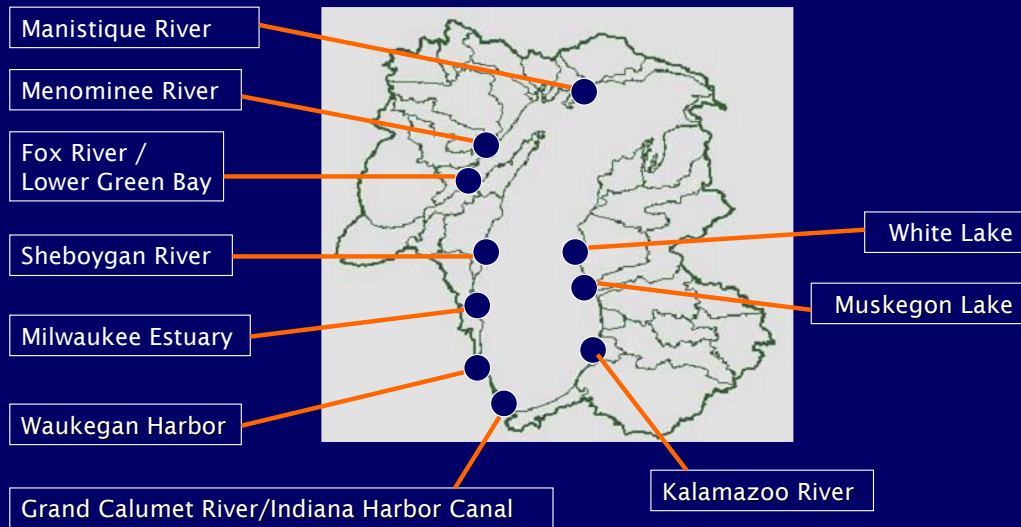 Manistique River
Menominee River
Fox River /
Lower Green Bay
Sheboygan River
White Lake
Muskegon Lake
Milwaukee Estuary
Waukegan Harbor
Kalamazoo River
Grand Calumet River/Indiana Harbor Canal